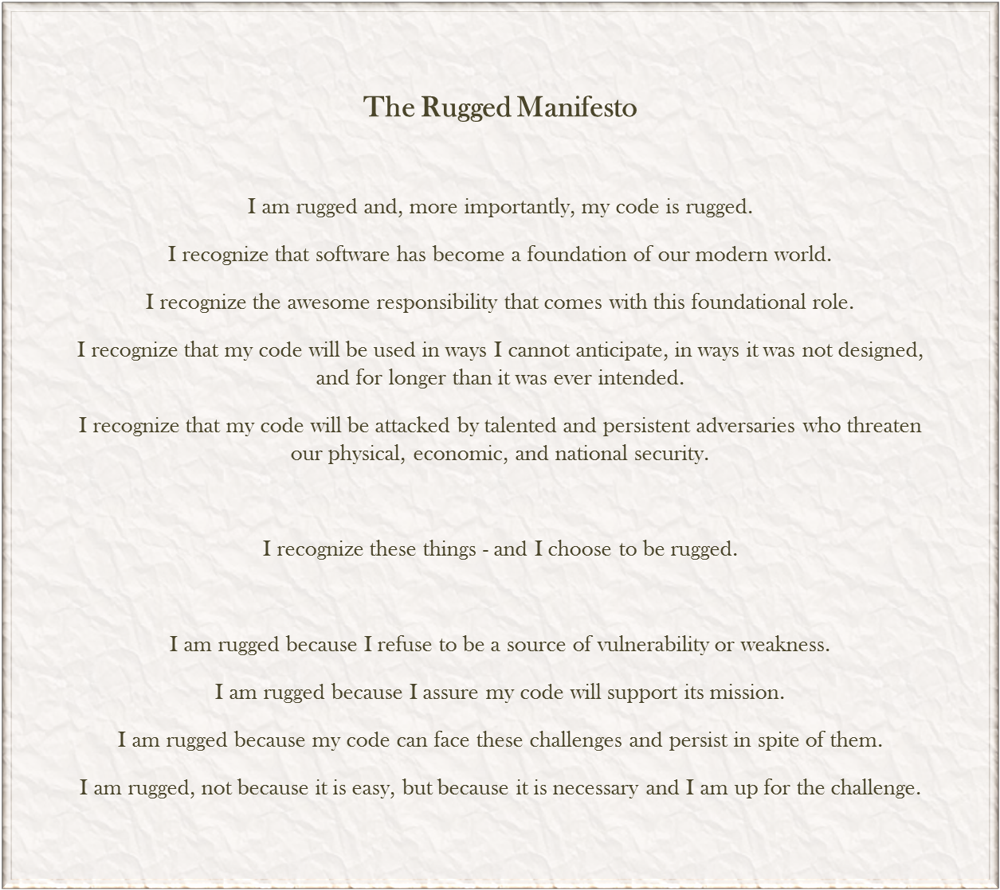 The Rugged Manifesto
I am rugged and, more importantly, my code is rugged.
I recognize that software has become a foundation of our modern world.
I recognize the awesome responsibility that comes with this foundational role.
I recognize that my code will be used in ways I cannot anticipate, in ways it was not designed,
and for longer than it was ever intended.
I recognize that my code will be attacked by talented and persistent adversaries who threaten
our physical, economic, and national security.
I recognize these things - and I choose to be rugged.
I am rugged because I refuse to be a source of vulnerability or weakness.
I am rugged because I assure my code will support its mission.
I am rugged because my code can face these challenges and persist in spite of them.
I am rugged, not because it is easy, but because it is necessary and I am up for the challenge.